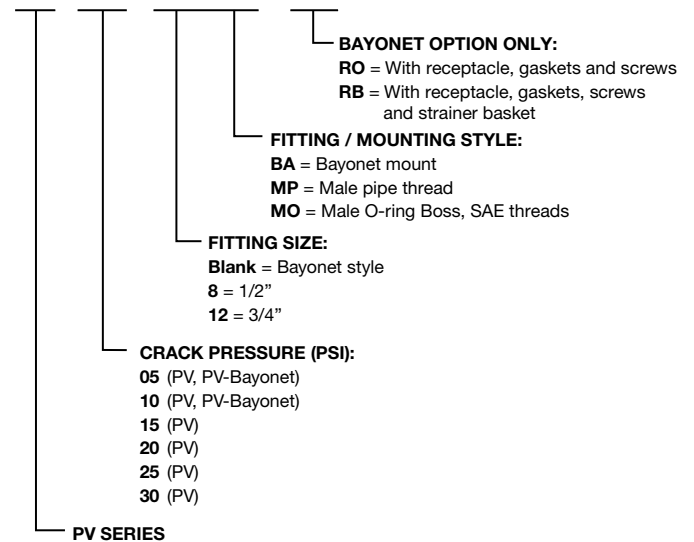 BAYONET OPTION ONLY:
RO = With receptacle, gaskets and screws
RB = With receptacle, gaskets, screws
and strainer basket
FITTING / MOUNTING STYLE:
BA = Bayonet mount
MP = Male pipe thread
MO = Male O-ring Boss, SAE threads
FITTING SIZE:
Blank = Bayonet style
8 = 1/2”
12 = 3/4”
CRACK PRESSURE (PSI):
05 (PV, PV-Bayonet)
10 (PV, PV-Bayonet)
15 (PV)
20 (PV)
25 (PV)
30 (PV)
PV SERIES